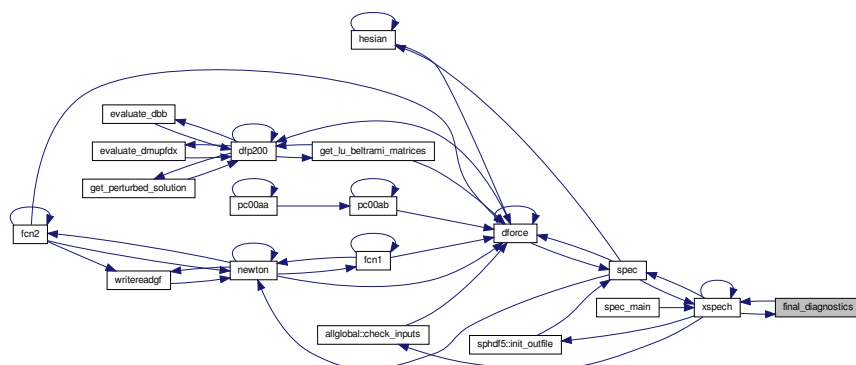 hesian
evaluate_dbb
evaluate_dmupfdx
dfp200
get_lu_beltrami_matrices
get_perturbed_solution
pc00aa
pc00ab
fcn2
dforce
fcn1
newton
spec
writereadgf
spec_main
xspech
final_diagnostics
allglobal::check_inputs
sphdf5::init_outfile